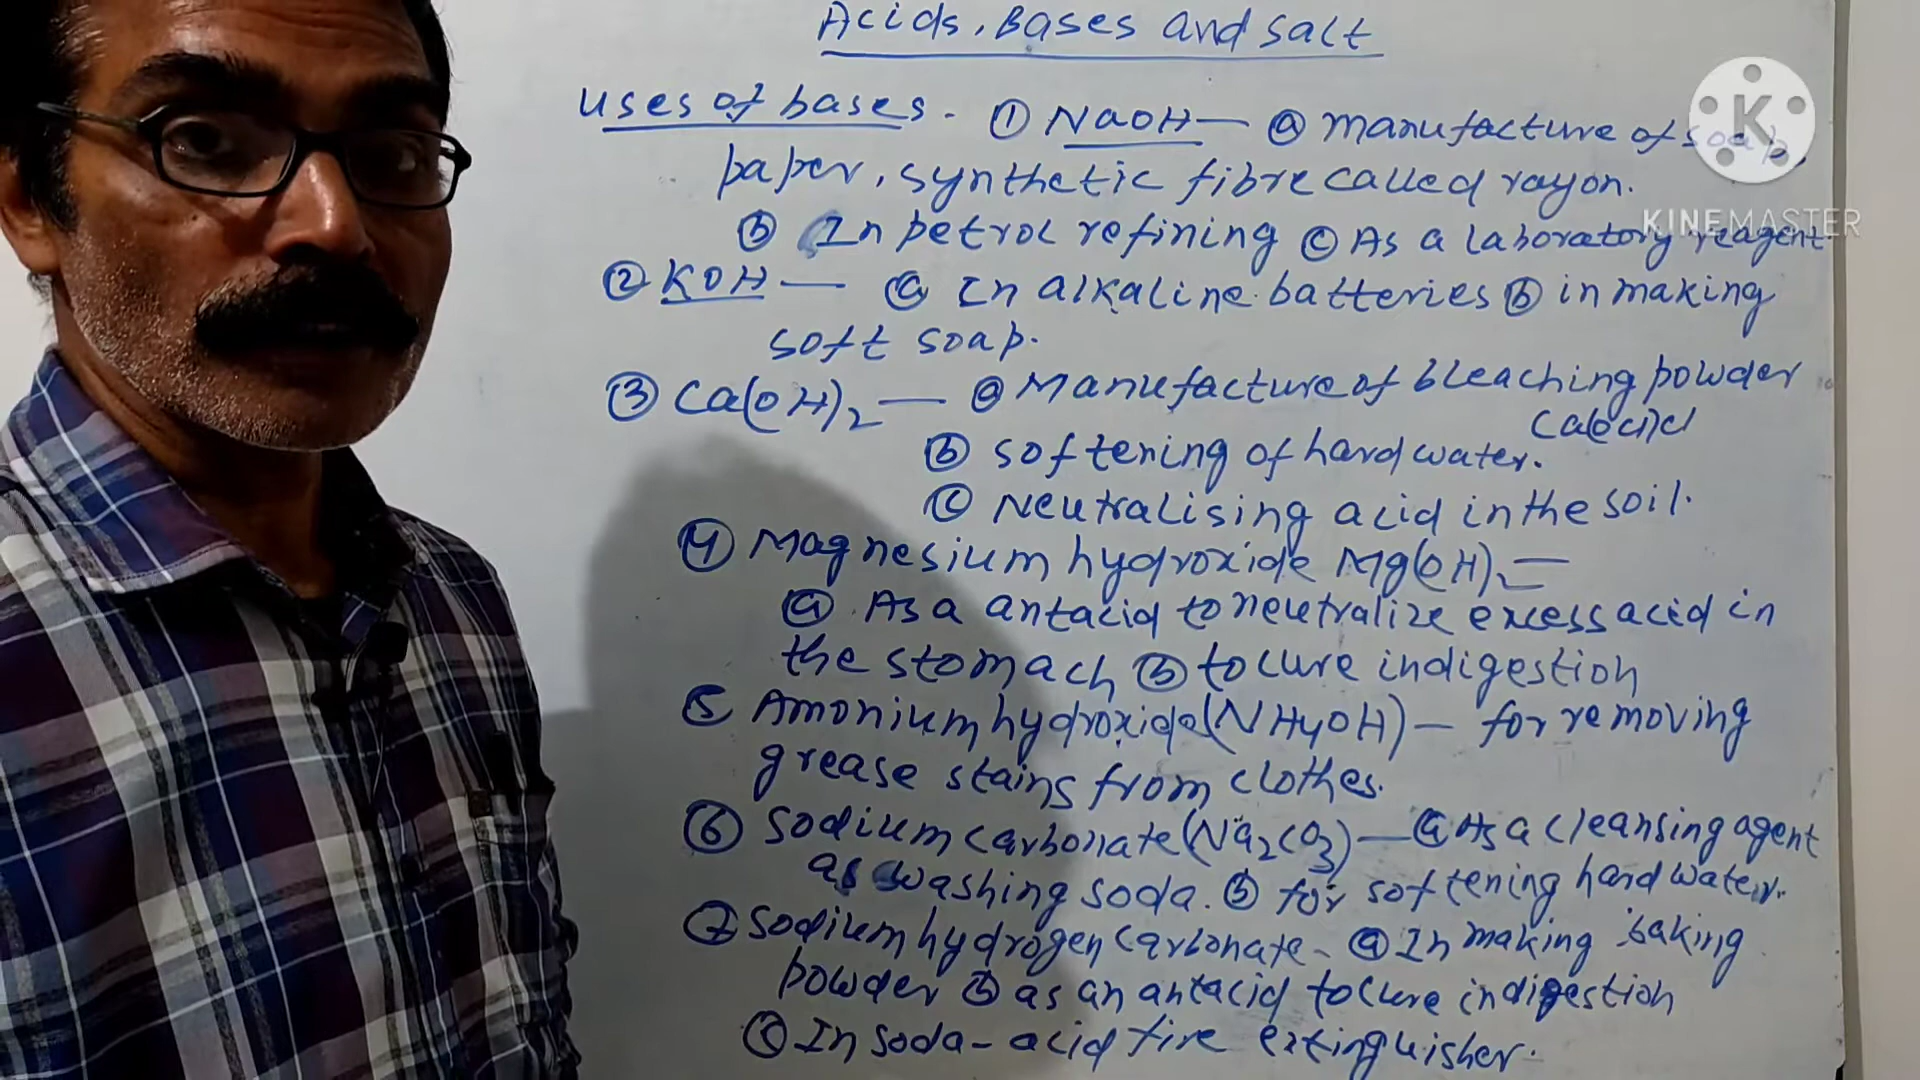 Acids, Bases and Salt
Uses of bases. ① NaOH — ⓐ manufacture of soap,
paper, synthetic fibre called rayon.
ⓑ In petrol refining ⓒ As a laboratory reagent
② KOH — ⓐ In alkaline batteries ⓑ in making
soft soap.
③ Ca(OH)₂ — ⓐ Manufacture of bleaching powder
Ca(OCl)Cl
ⓑ softening of hard water.
ⓒ Neutralising acid in the soil.
④ Magnesium hydroxide Mg(OH)₂ =
ⓐ As a antacid to neutralize excess acid in
the stomach ⓑ to cure indigestion
⑤ Amonium hydroxide (NH4OH) — for removing
grease stains from clothes.
⑥ Sodium carbonate (Na₂CO₃) — ⓐ As a cleansing agent
as washing soda. ⓑ for softening hard water.
⑦ Sodium hydrogen carbonate - ⓐ In making baking
powder ⓑ as an antacid to cure indigestion
ⓒ In soda-acid fire extinguisher.
K
KINEMASTER